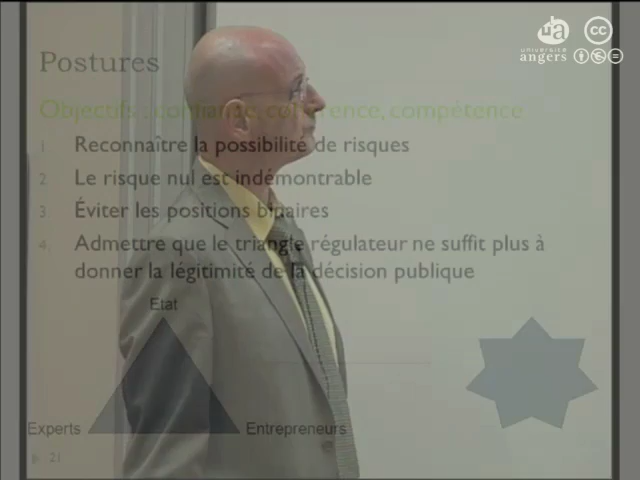 université
angers
cc
Postures
Objectifs : confiance, cohérence, compétence
1. Reconnaître la possibilité de risques
2. Le risque nul est indémontrable
3. Éviter les positions binaires
4. Admettre que le triangle régulateur ne suffit plus à
donner la légitimité de la décision publique
Etat
Experts
Entrepreneurs
p. 21